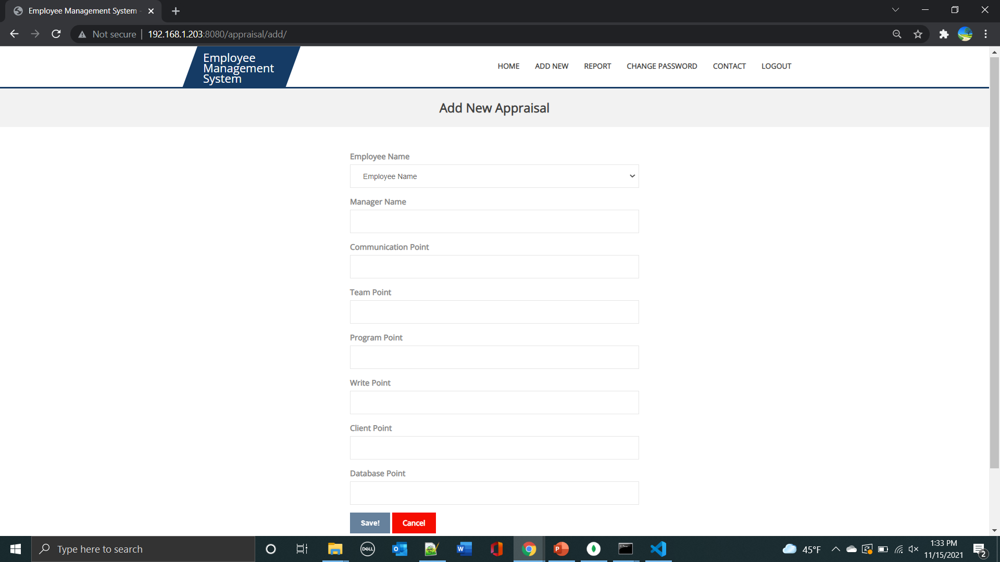 Employee Management System -
Not secure | 192.168.1.203:8080/appraisal/add/
Employee
Management
System
HOME ADD NEW REPORT CHANGE PASSWORD CONTACT LOGOUT
Add New Appraisal
Employee Name
Employee Name
Manager Name
Communication Point
Team Point
Program Point
Write Point
Client Point
Database Point
Save! Cancel
Type here to search
DELL
45°F
1:33 PM
11/15/2021
2